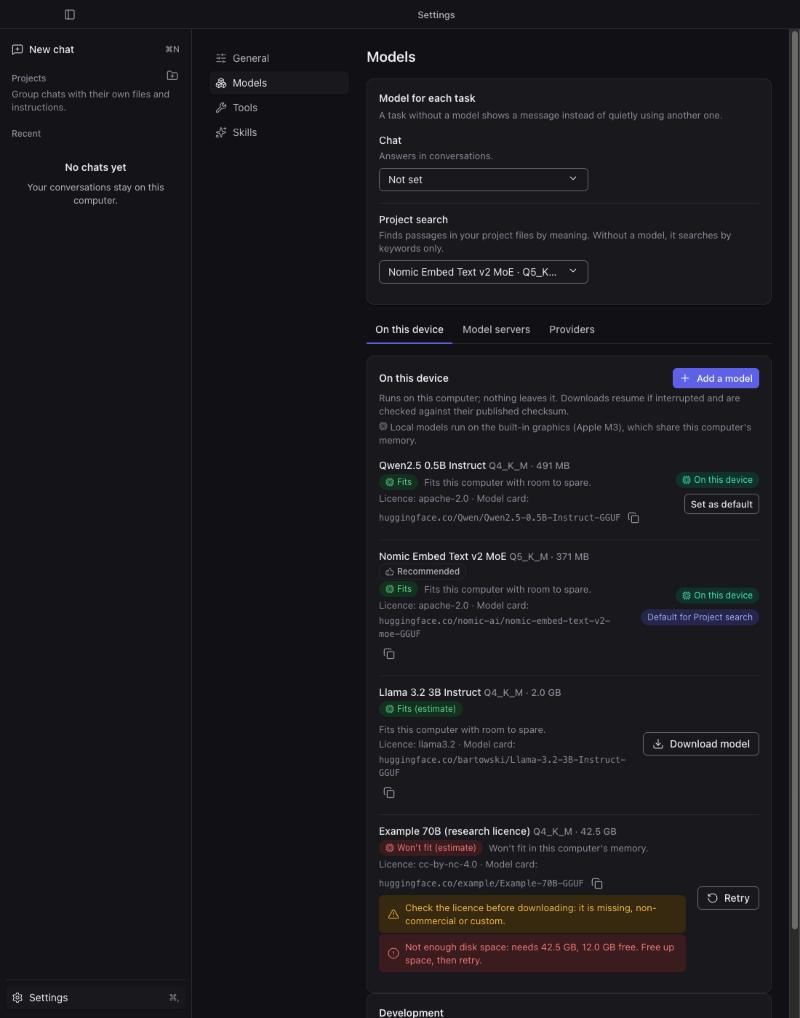 Settings
New chat
⌘N
Projects
Group chats with their own files and
instructions.
Recent
No chats yet
Your conversations stay on this
computer.
Settings
⌘,
General
Models
Tools
Skills
Models
Model for each task
A task without a model shows a message instead of quietly using another one.
Chat
Answers in conversations.
Not set
Project search
Finds passages in your project files by meaning. Without a model, it searches by
keywords only.
Nomic Embed Text v2 MoE · Q5_K...
On this device
Model servers
Providers
On this device
Add a model
Runs on this computer; nothing leaves it. Downloads resume if interrupted and are
checked against their published checksum.
Local models run on the built-in graphics (Apple M3), which share this computer's
memory.
Qwen2.5 0.5B Instruct Q4_K_M · 491 MB
Fits Fits this computer with room to spare.
Licence: apache-2.0 · Model card:
huggingface.co/Qwen/Qwen2.5-0.5B-Instruct-GGUF
On this device
Set as default
Nomic Embed Text v2 MoE Q5_K_M · 371 MB
Recommended
Fits Fits this computer with room to spare.
Licence: apache-2.0 · Model card:
huggingface.co/nomic-ai/nomic-embed-text-v2-
moe-GGUF
On this device
Default for Project search
Llama 3.2 3B Instruct Q4_K_M · 2.0 GB
Fits (estimate)
Fits this computer with room to spare.
Licence: llama3.2 · Model card:
huggingface.co/bartowski/Llama-3.2-3B-Instruct-
GGUF
Download model
Example 70B (research licence) Q4_K_M · 42.5 GB
Won't fit (estimate) Won't fit in this computer's memory.
Licence: cc-by-nc-4.0 · Model card:
huggingface.co/example/Example-70B-GGUF
Check the licence before downloading: it is missing, non-
commercial or custom.
Not enough disk space: needs 42.5 GB, 12.0 GB free. Free up
space, then retry.
Retry
Development